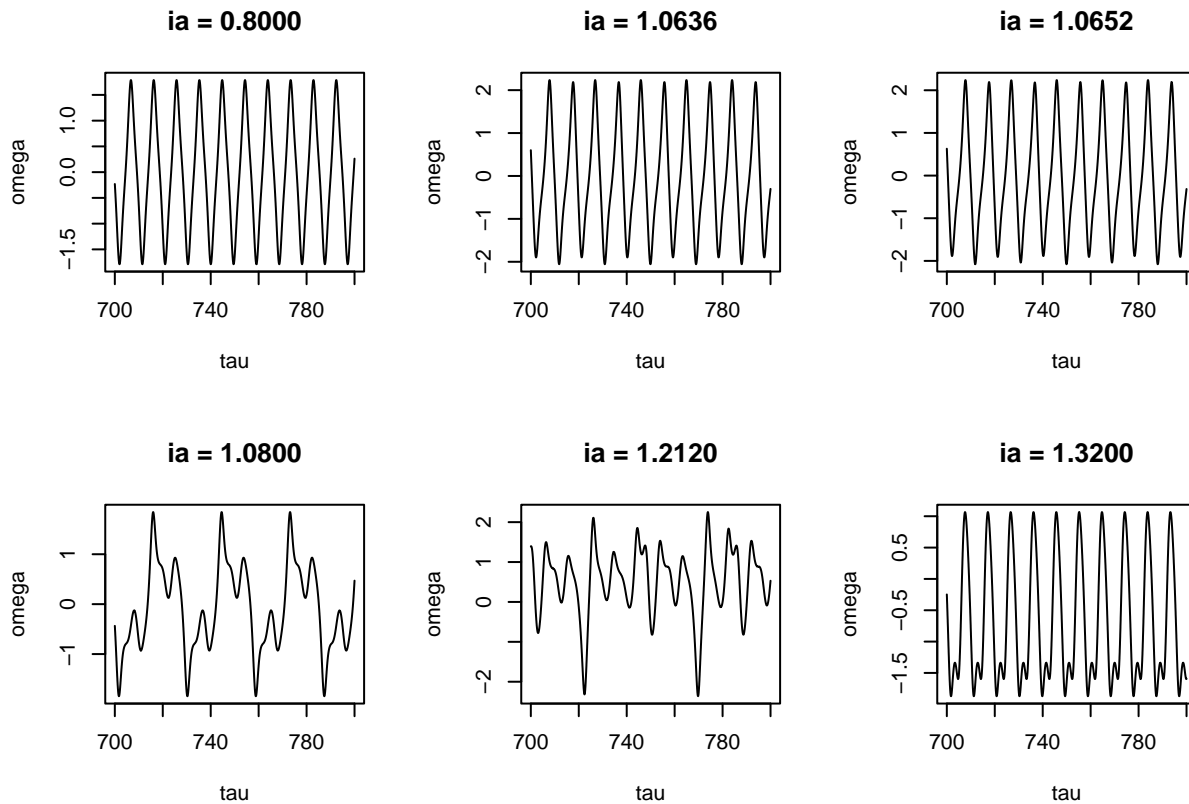 ia = 0.8000
ia = 1.0636
ia = 1.0652
omega
1.0
0.0
−1.5
700
740
780
tau
omega
2
1
0
−1
−2
700
740
780
tau
omega
2
1
0
−1
−2
700
740
780
tau
ia = 1.0800
ia = 1.2120
ia = 1.3200
omega
1
0
−1
700
740
780
tau
omega
2
1
0
−2
700
740
780
tau
omega
0.5
−0.5
−1.5
700
740
780
tau